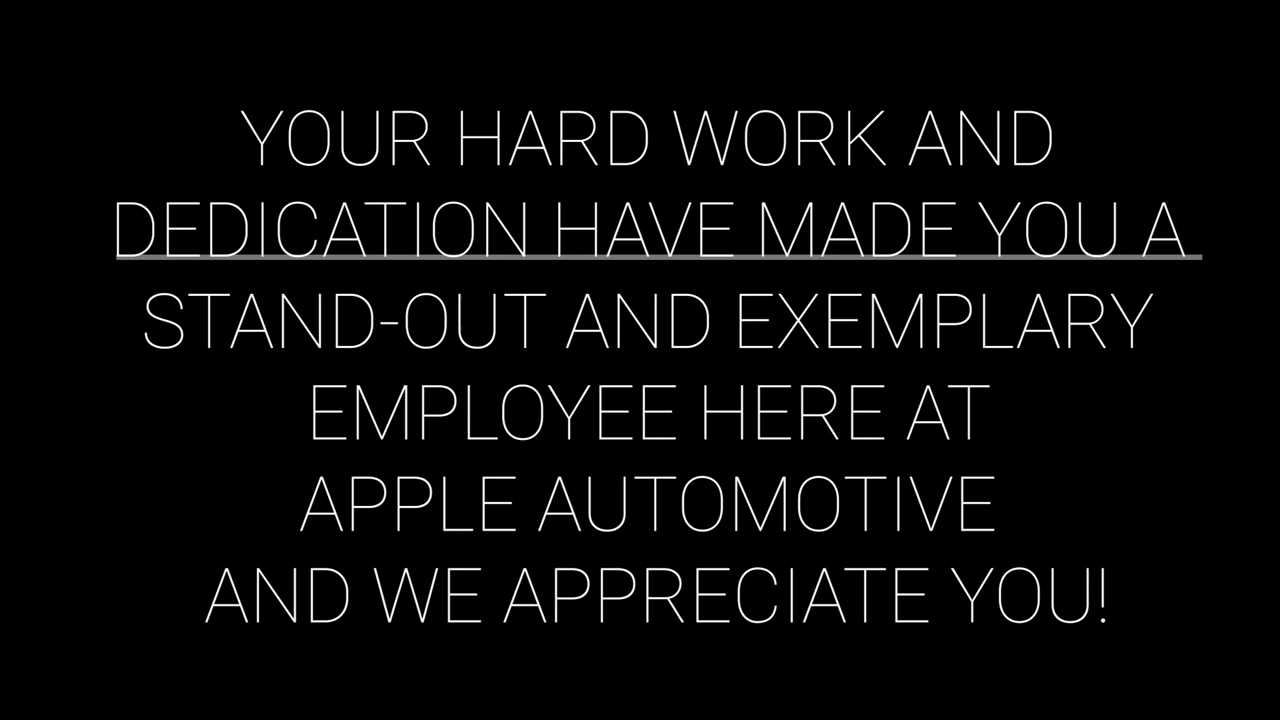 YOUR HARD WORK AND
DEDICATION HAVE MADE YOU A
STAND-OUT AND EXEMPLARY
EMPLOYEE HERE AT
APPLE AUTOMOTIVE
AND WE APPRECIATE YOU!